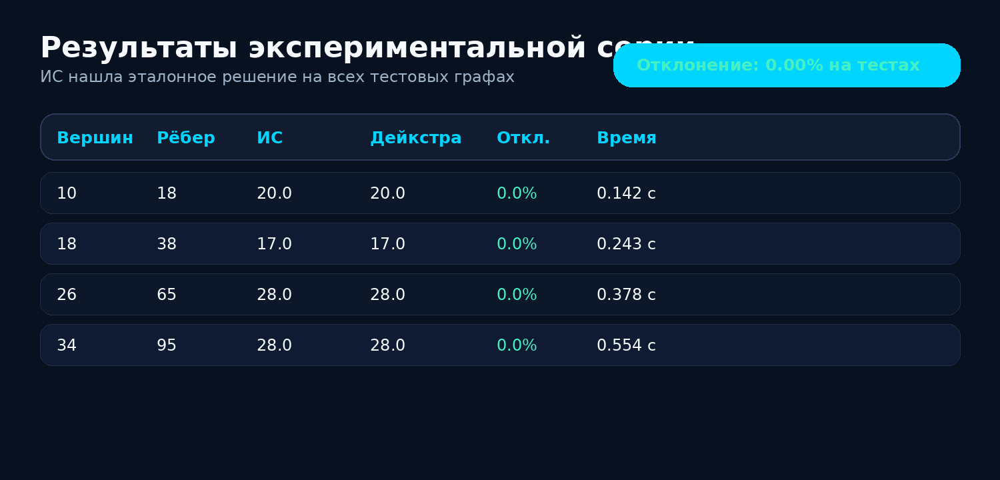 Результаты экспериментальной серии
Отклонение: 0.00% на тестах
ИС нашла эталонное решение на всех тестовых графах
Вершин Рёбер ИС Дейкстра Откл. Время
10 18 20.0 20.0 0.0% 0.142 с
18 38 17.0 17.0 0.0% 0.243 с
26 65 28.0 28.0 0.0% 0.378 с
34 95 28.0 28.0 0.0% 0.554 с